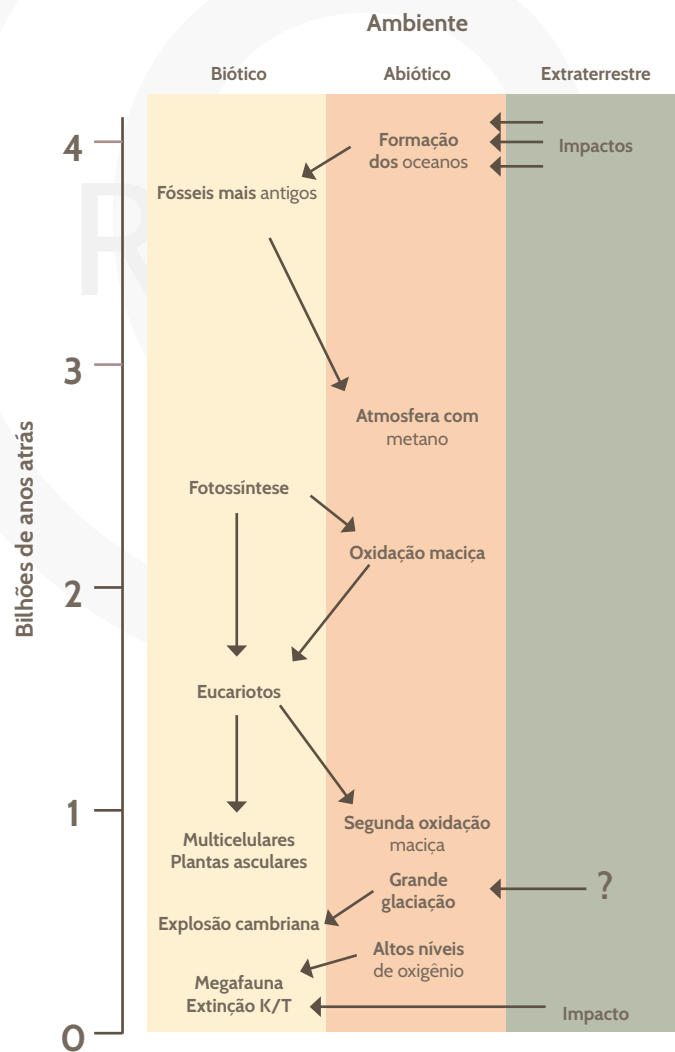 Ambiente
Biótico
Abiótico
Extraterrestre
4
Formação
dos oceanos
Impactos
Fósseis mais antigos
3
Atmosfera com
metano
Bilhões de anos atrás
Fotossíntese
Oxidação maciça
2
Eucariotos
1
Segunda oxidação
maciça
Multicelulares
Plantas asculares
Grande
glaciação
?
Explosão cambriana
Altos níveis
de oxigênio
Megafauna
Extinção K/T
Impacto
0